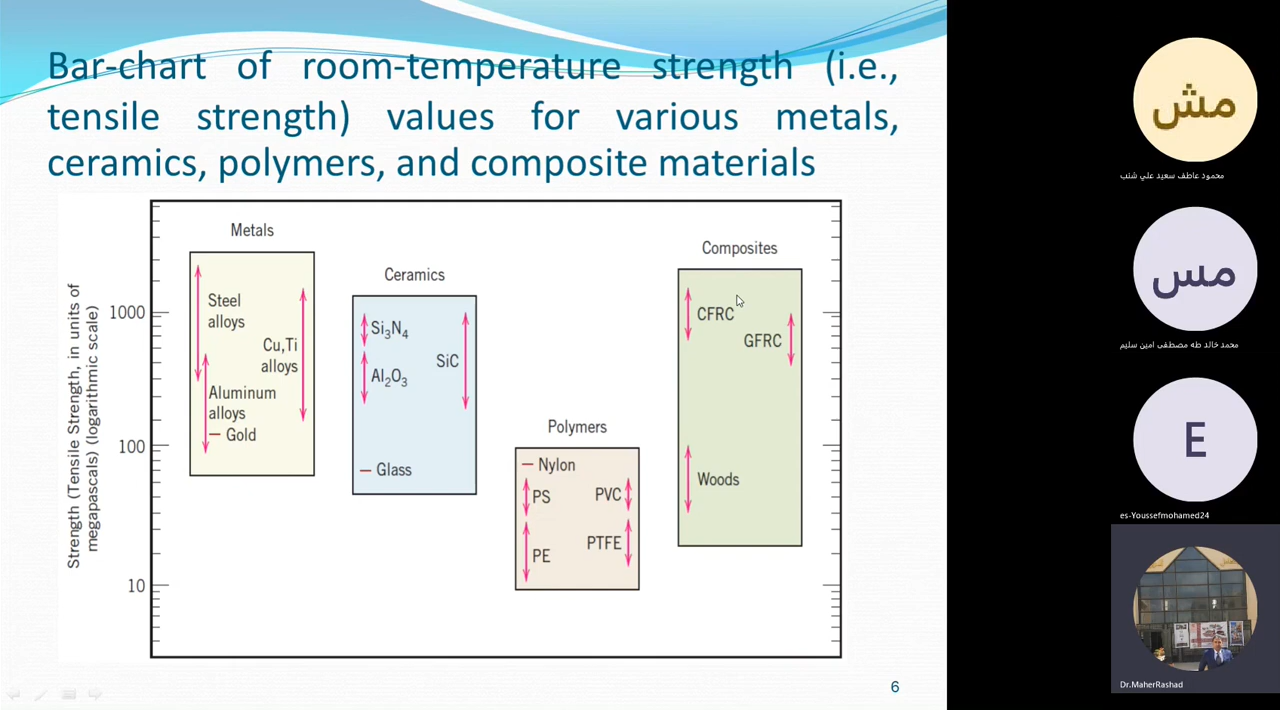 Bar-chart of room-temperature strength (i.e.,
tensile strength) values for various metals,
ceramics, polymers, and composite materials
Strength (Tensile Strength, in units of
megapascals) (logarithmic scale)
1000
100
10
Metals
Steel
alloys
Cu,Ti
alloys
Aluminum
alloys
Gold
Ceramics
Si₃N₄
Al₂O₃
SiC
Glass
Polymers
Nylon
PS
PVC
PTFE
PE
Composites
CFRC
GFRC
Woods
6
مش
محمود عاطف سعيد علي شنب
مس
محمد خالد طه مصطفى امين سليم
E
es-Youssefmohamed24
Dr.MaherRashad